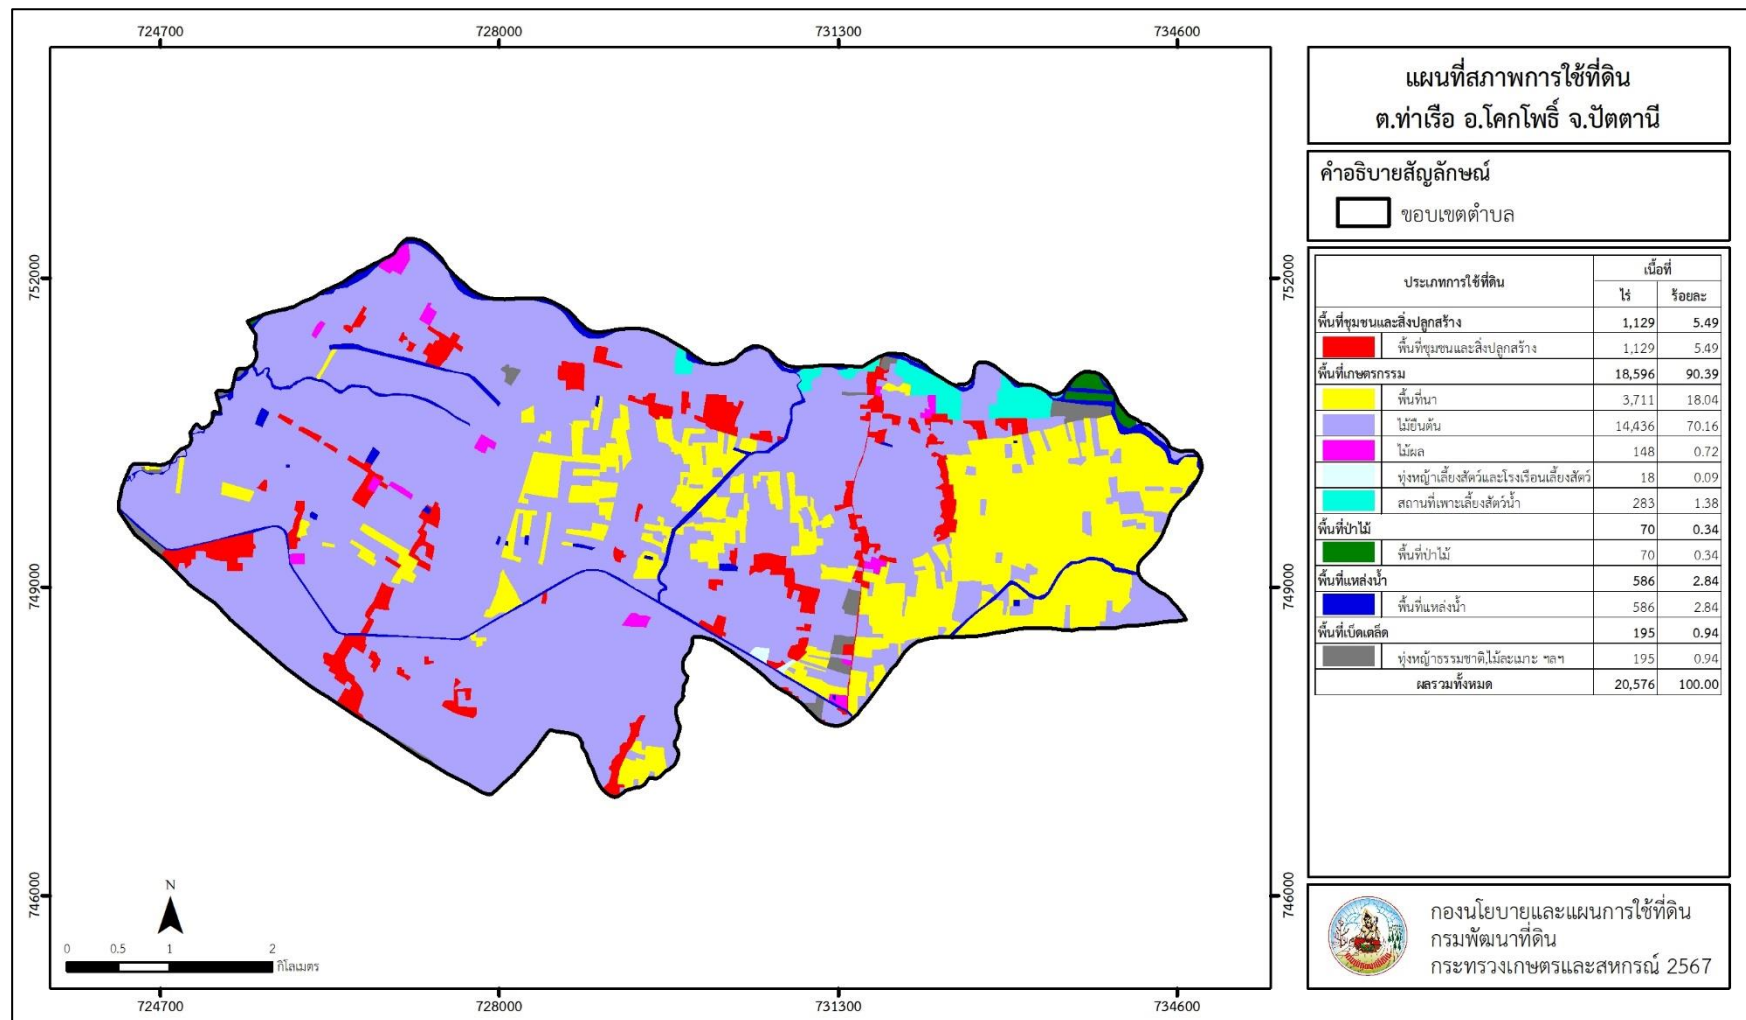 724700 728000 731300 734600
752000 752000
749000 749000
746000 746000
N
0 0.5 1 2
กิโลเมตร
724700 728000 731300 734600
แผนที่สภาพการใช้ที่ดิน
ต.ท่าเรือ อ.โคกโพธิ์ จ.ปัตตานี
คำอธิบายสัญลักษณ์
ขอบเขตตำบล
ประเภทการใช้ที่ดิน เนื้อที่
ไร่ ร้อยละ
พื้นที่ชุมชนและสิ่งปลูกสร้าง 1,129 5.49
พื้นที่ชุมชนและสิ่งปลูกสร้าง 1,129 5.49
พื้นที่เกษตรกรรม 18,596 90.39
พื้นที่นา 3,711 18.04
ไม้ยืนต้น 14,436 70.16
ไม้ผล 148 0.72
ทุ่งหญ้าเลี้ยงสัตว์และโรงเรือนเลี้ยงสัตว์ 18 0.09
สถานที่เพาะเลี้ยงสัตว์น้ำ 283 1.38
พื้นที่ป่าไม้ 70 0.34
พื้นที่ป่าไม้ 70 0.34
พื้นที่แหล่งน้ำ 586 2.84
พื้นที่แหล่งน้ำ 586 2.84
พื้นที่เบ็ดเตล็ด 195 0.94
ทุ่งหญ้าธรรมชาติ,ไม้ละเมาะ ฯลฯ 195 0.94
ผลรวมทั้งหมด 20,576 100.00
กองนโยบายและแผนการใช้ที่ดิน
กรมพัฒนาที่ดิน
กระทรวงเกษตรและสหกรณ์ 2567